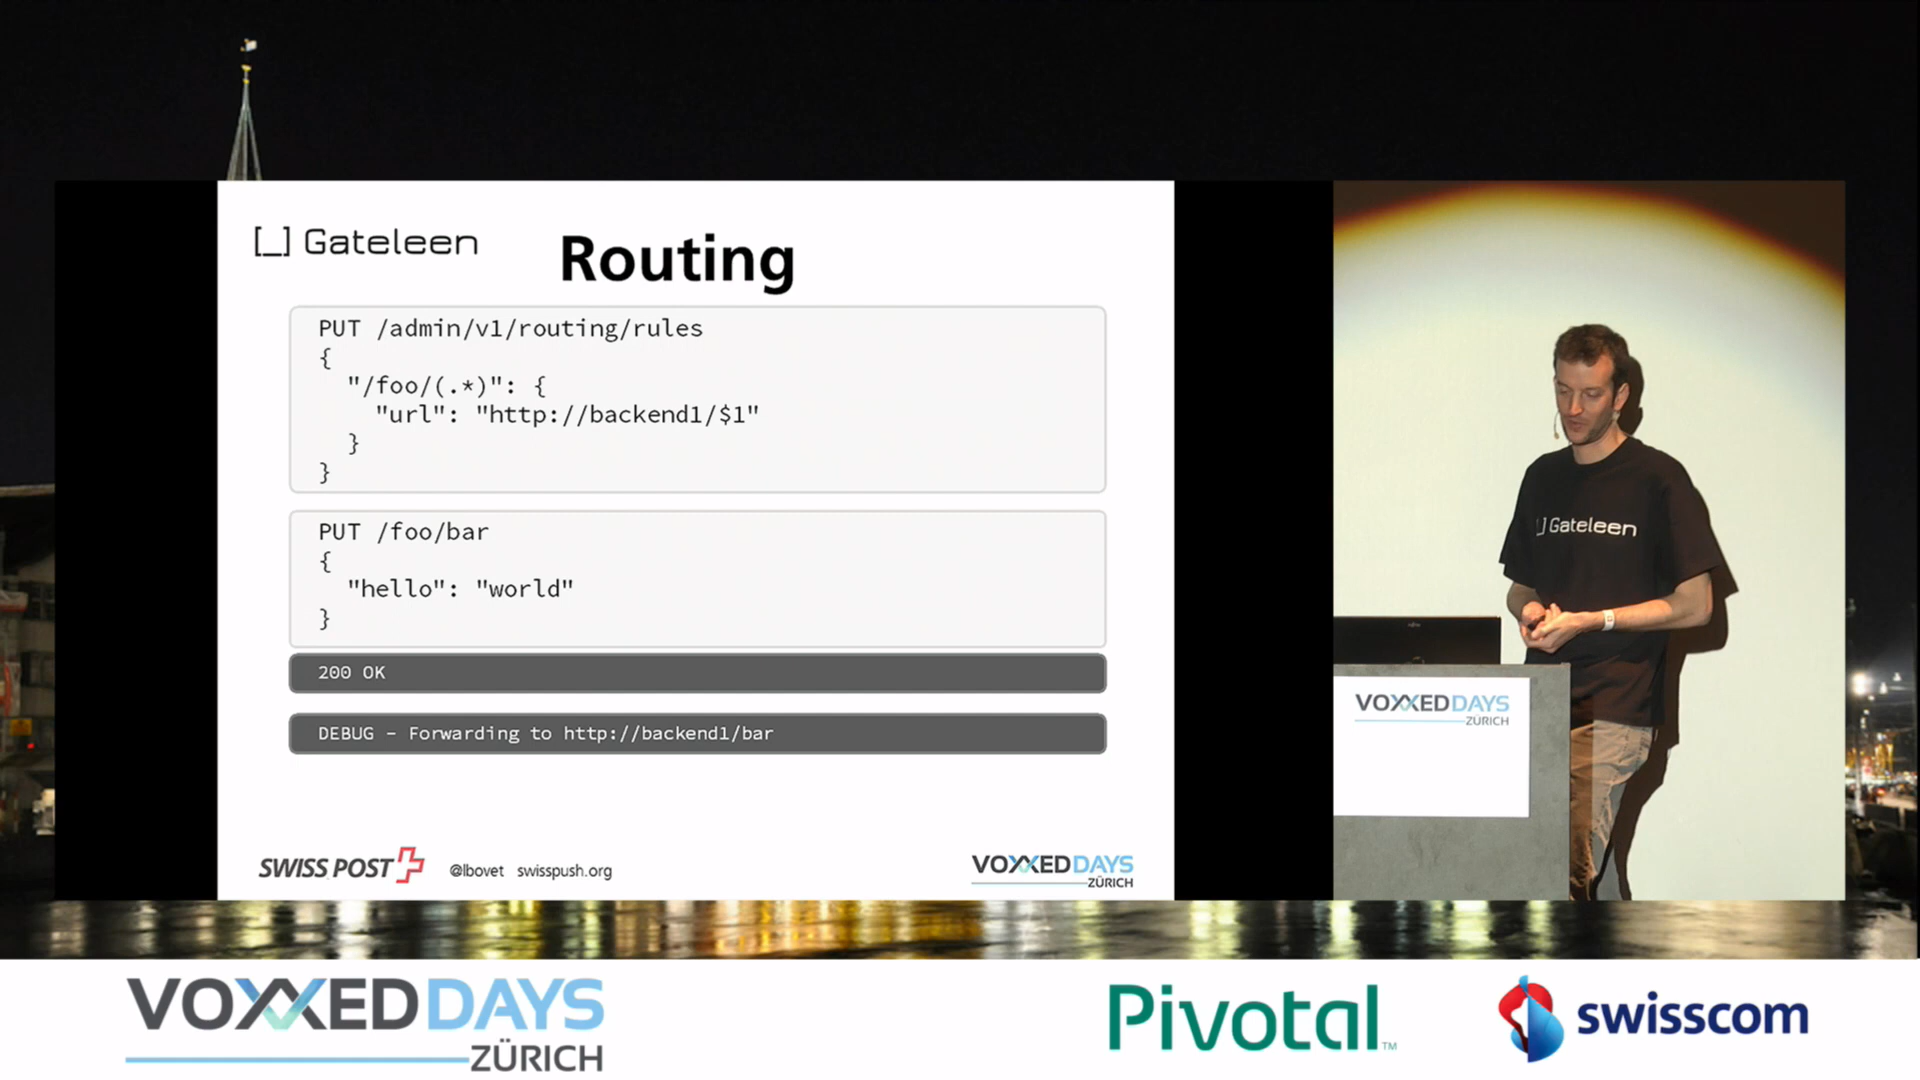 [_] Gateleen
Routing
PUT /admin/v1/routing/rules
{
  "/foo/(.*)": {
    "url": "http://backend1/$1"
  }
}
PUT /foo/bar
{
  "hello": "world"
}
200 OK
DEBUG – Forwarding to http://backend1/bar
SWISS POST
@lbovet swisspush.org
VOXXED DAYS
ZÜRICH
[_] Gateleen
VOXXED DAYS
ZÜRICH
VOXXED DAYS
ZÜRICH
Pivotal™
swisscom